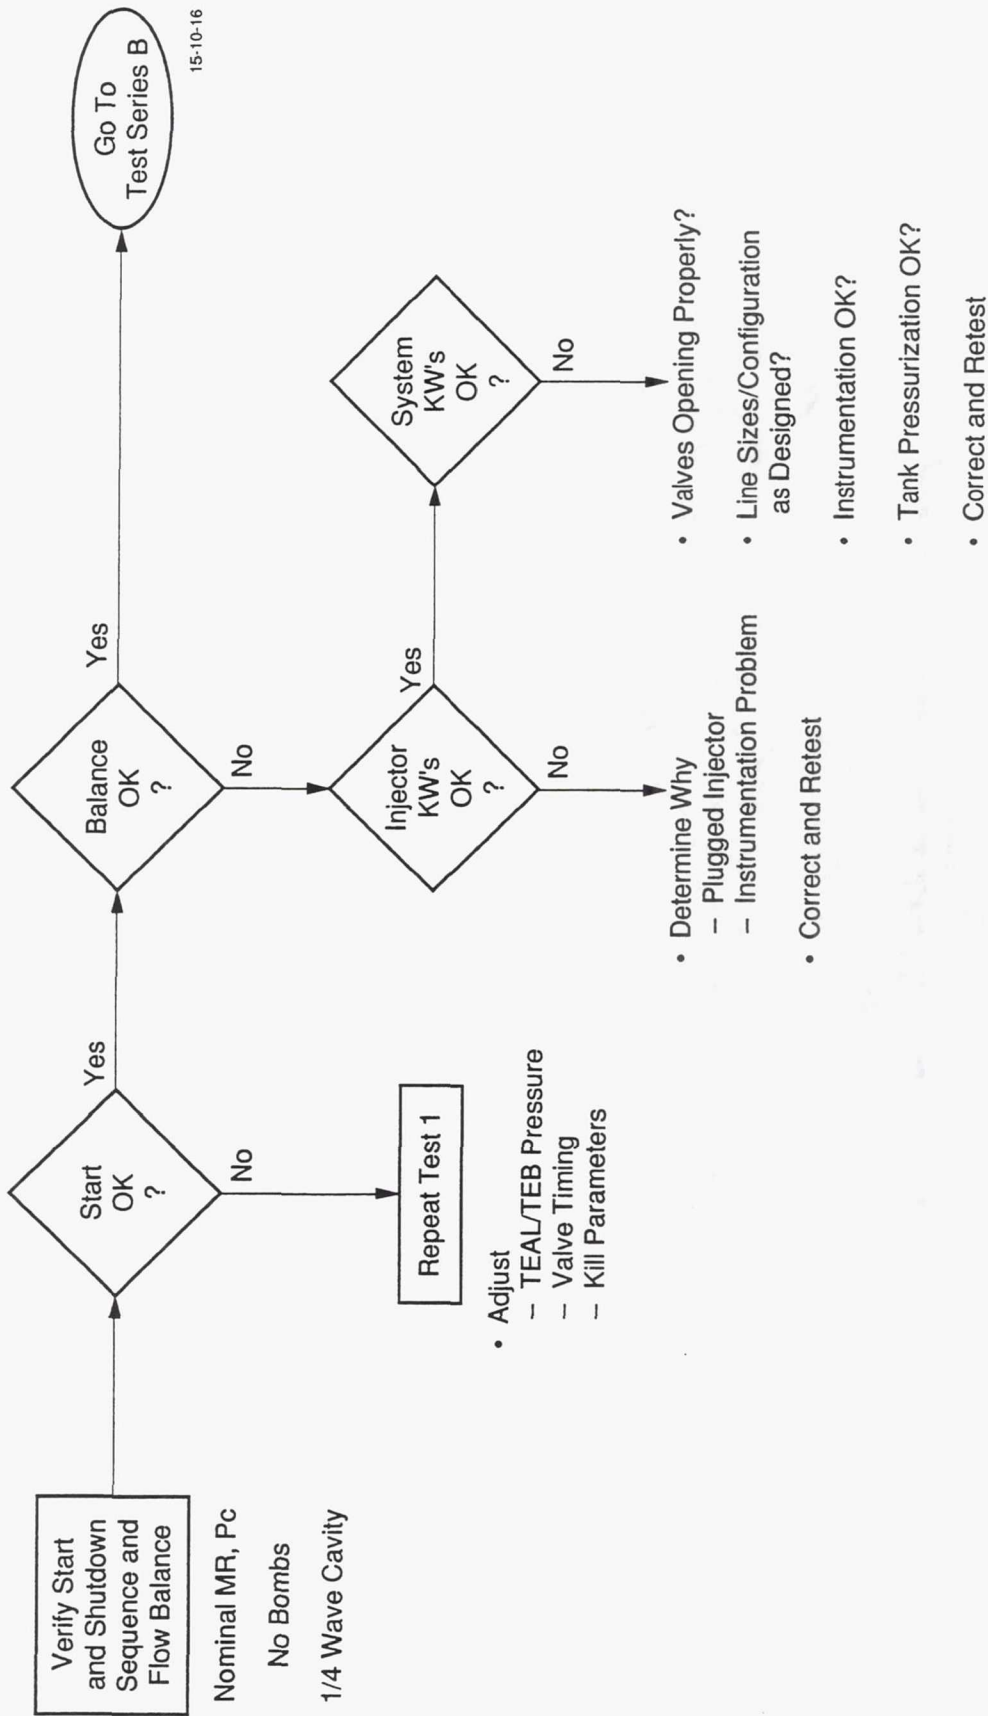 Verify Start
and Shutdown
Sequence and
Flow Balance
Nominal MR, Pc
No Bombs
1/4 Wave Cavity
Start
OK
?
Yes
No
Repeat Test 1
• Adjust
– TEAL/TEB Pressure
– Valve Timing
– Kill Parameters
Balance
OK
?
Yes
No
Injector
KW's
OK
?
Yes
No
• Determine Why
– Plugged Injector
– Instrumentation Problem
• Correct and Retest
System
KW's
OK
?
No
• Valves Opening Properly?
• Line Sizes/Configuration
as Designed?
• Instrumentation OK?
• Tank Pressurization OK?
• Correct and Retest
Go To
Test Series B
15-10-16